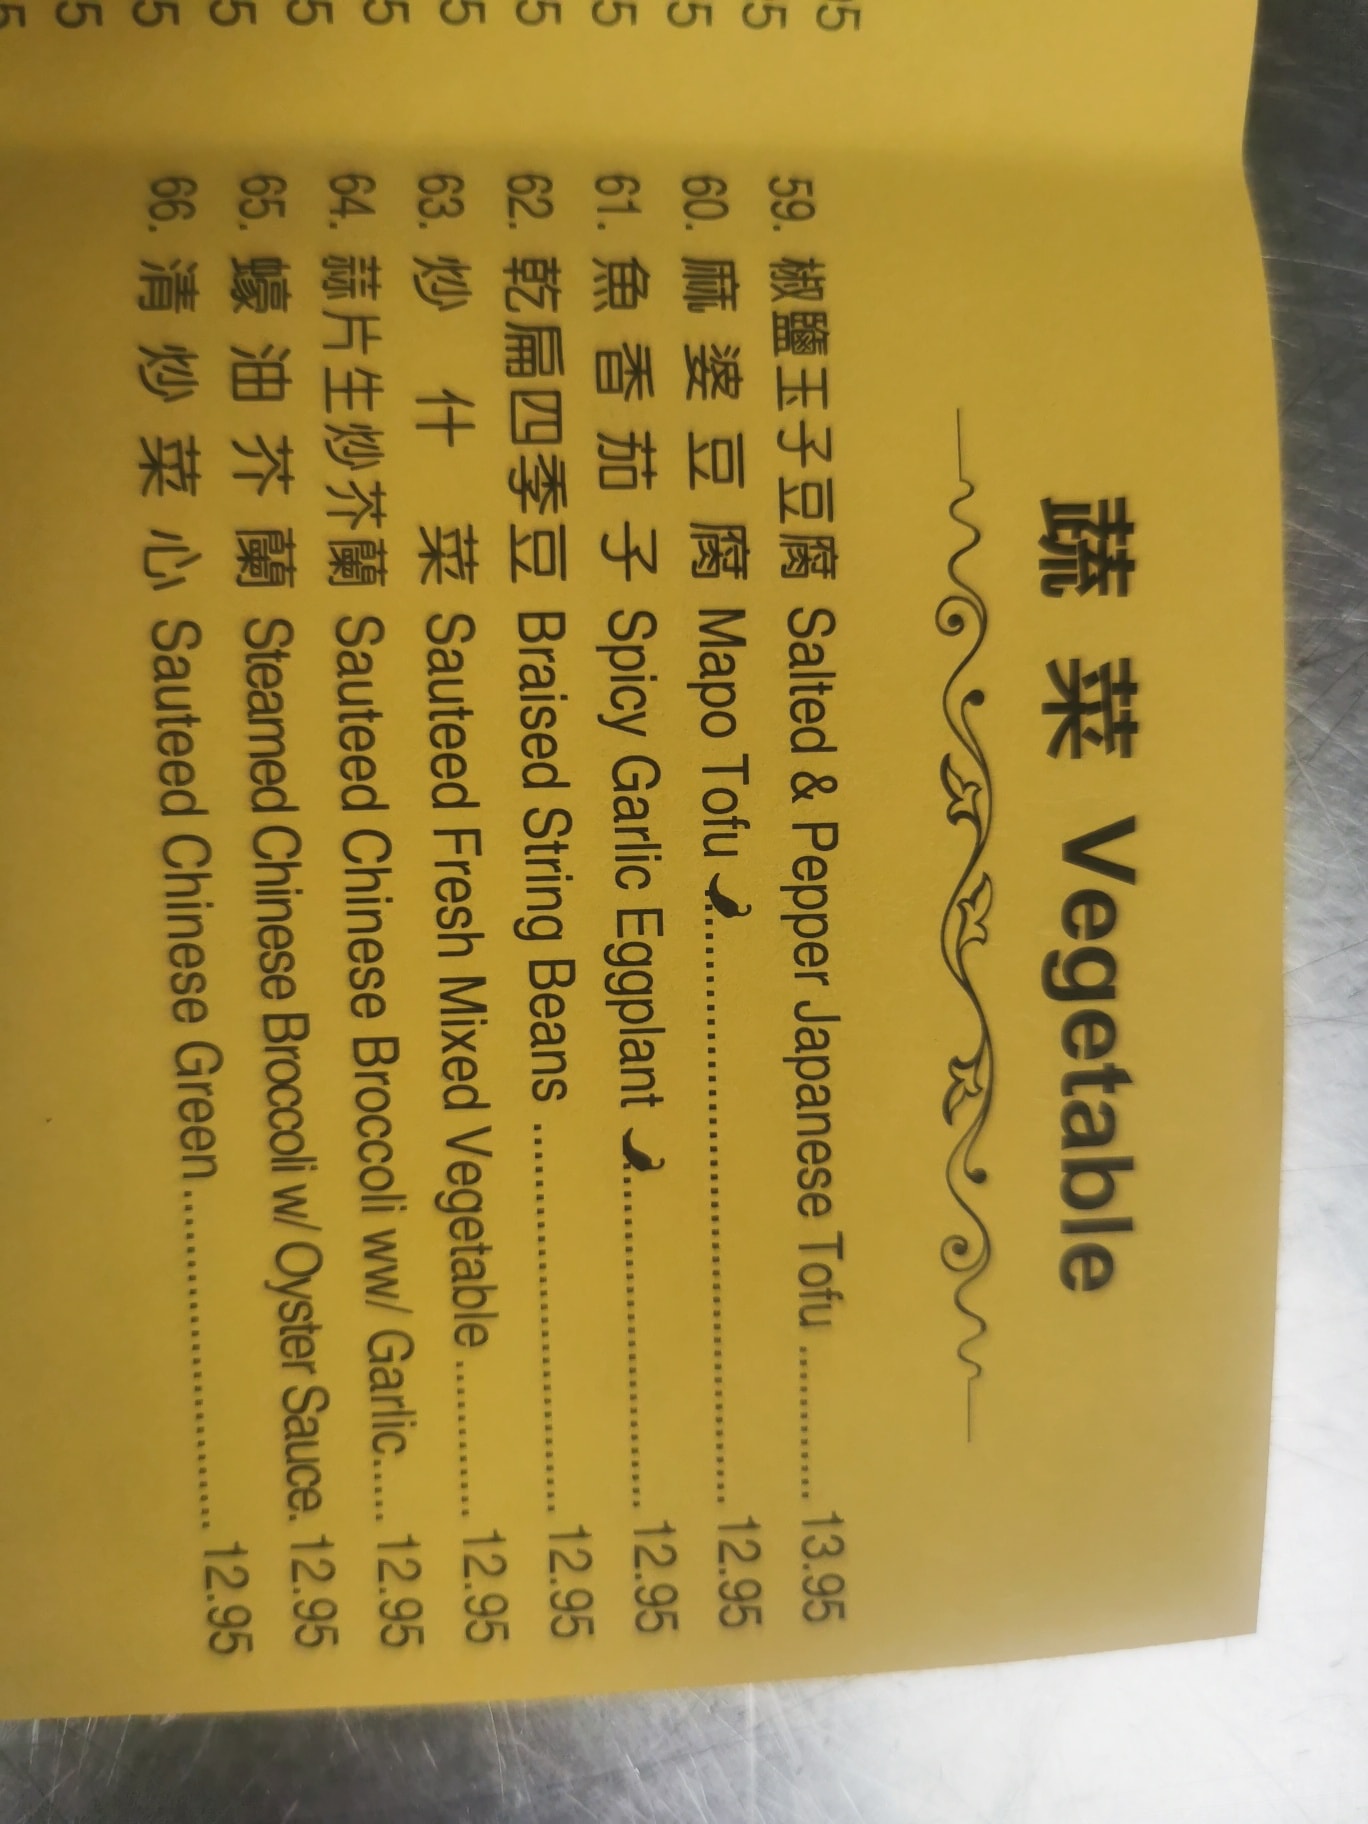 蔬菜 Vegetable
59. 椒鹽玉子豆腐 Salted & Pepper Japanese Tofu ............ 13.95
60. 麻婆豆腐 Mapo Tofu ........................................ 12.95
61. 魚香茄子 Spicy Garlic Eggplant .......................... 12.95
62. 乾扁四季豆 Braised String Beans ............................ 12.95
63. 炒什菜 Sauteed Fresh Mixed Vegetable ........... 12.95
64. 蒜片生炒芥蘭 Sauteed Chinese Broccoli ww/ Garlic..... 12.95
65. 蠔油芥蘭 Steamed Chinese Broccoli w/ Oyster Sauce. 12.95
66. 清炒菜心 Sauteed Chinese Green......................... 12.95